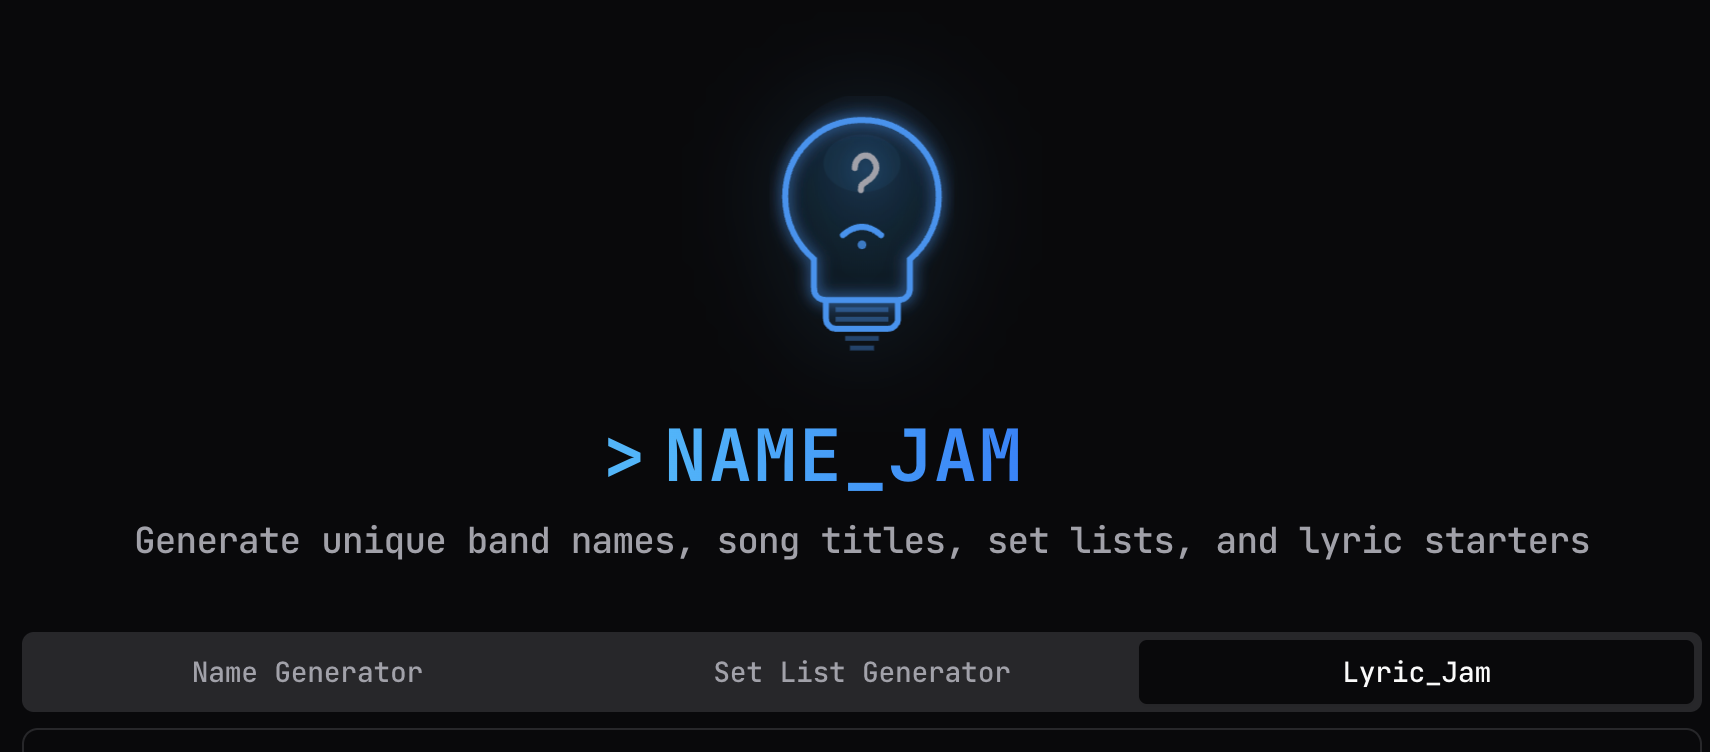 ?
> NAME_JAM
Generate unique band names, song titles, set lists, and lyric starters
Name Generator
Set List Generator
Lyric_Jam